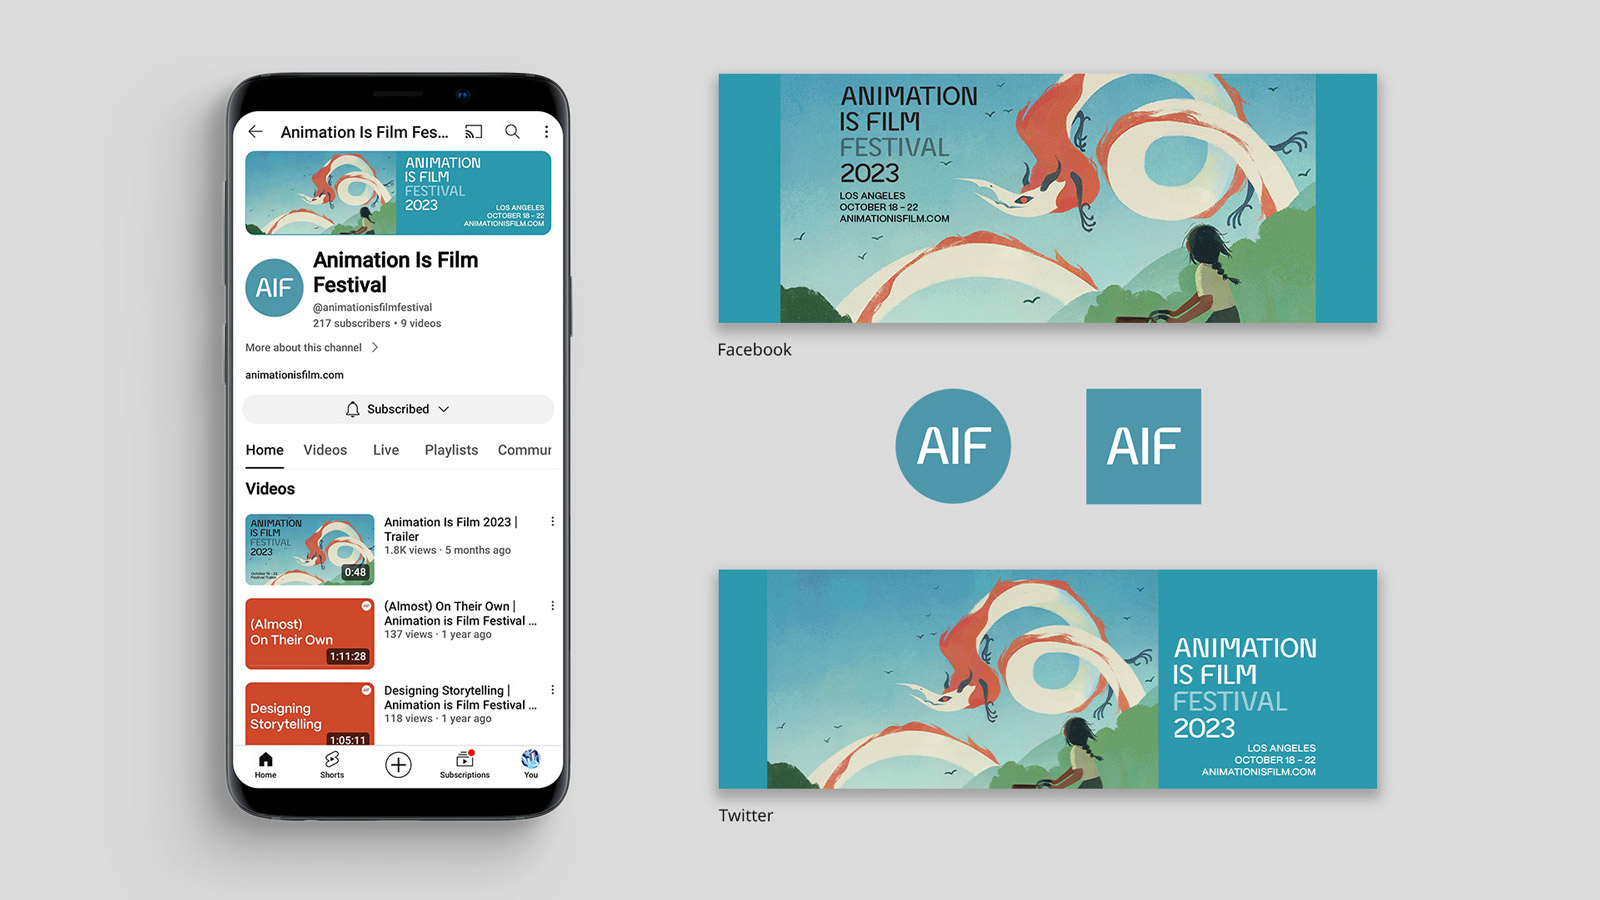 Animation Is Film Fes...
ANIMATION
IS FILM
FESTIVAL
2023
LOS ANGELES
OCTOBER 18 – 22
ANIMATIONISFILM.COM
AIF
Animation Is Film
Festival
@animationisfilmfestival
217 subscribers • 9 videos
More about this channel
animationisfilm.com
Subscribed
Home Videos Live Playlists Commur
Videos
ANIMATION
IS FILM
FESTIVAL
2023
October 18 - 22
Festival Trailer
0:48
Animation Is Film 2023 |
Trailer
1.8K views · 5 months ago
(Almost)
On Their Own
1:11:28
(Almost) On Their Own |
Animation is Film Festival ...
137 views · 1 year ago
Designing
Storytelling
1:05:11
Designing Storytelling |
Animation is Film Festival ...
118 views · 1 year ago
Home Shorts Subscriptions You
ANIMATION
IS FILM
FESTIVAL
2023
LOS ANGELES
OCTOBER 18 – 22
ANIMATIONISFILM.COM
Facebook
AIF AIF
ANIMATION
IS FILM
FESTIVAL
2023
LOS ANGELES
OCTOBER 18 – 22
ANIMATIONISFILM.COM
Twitter